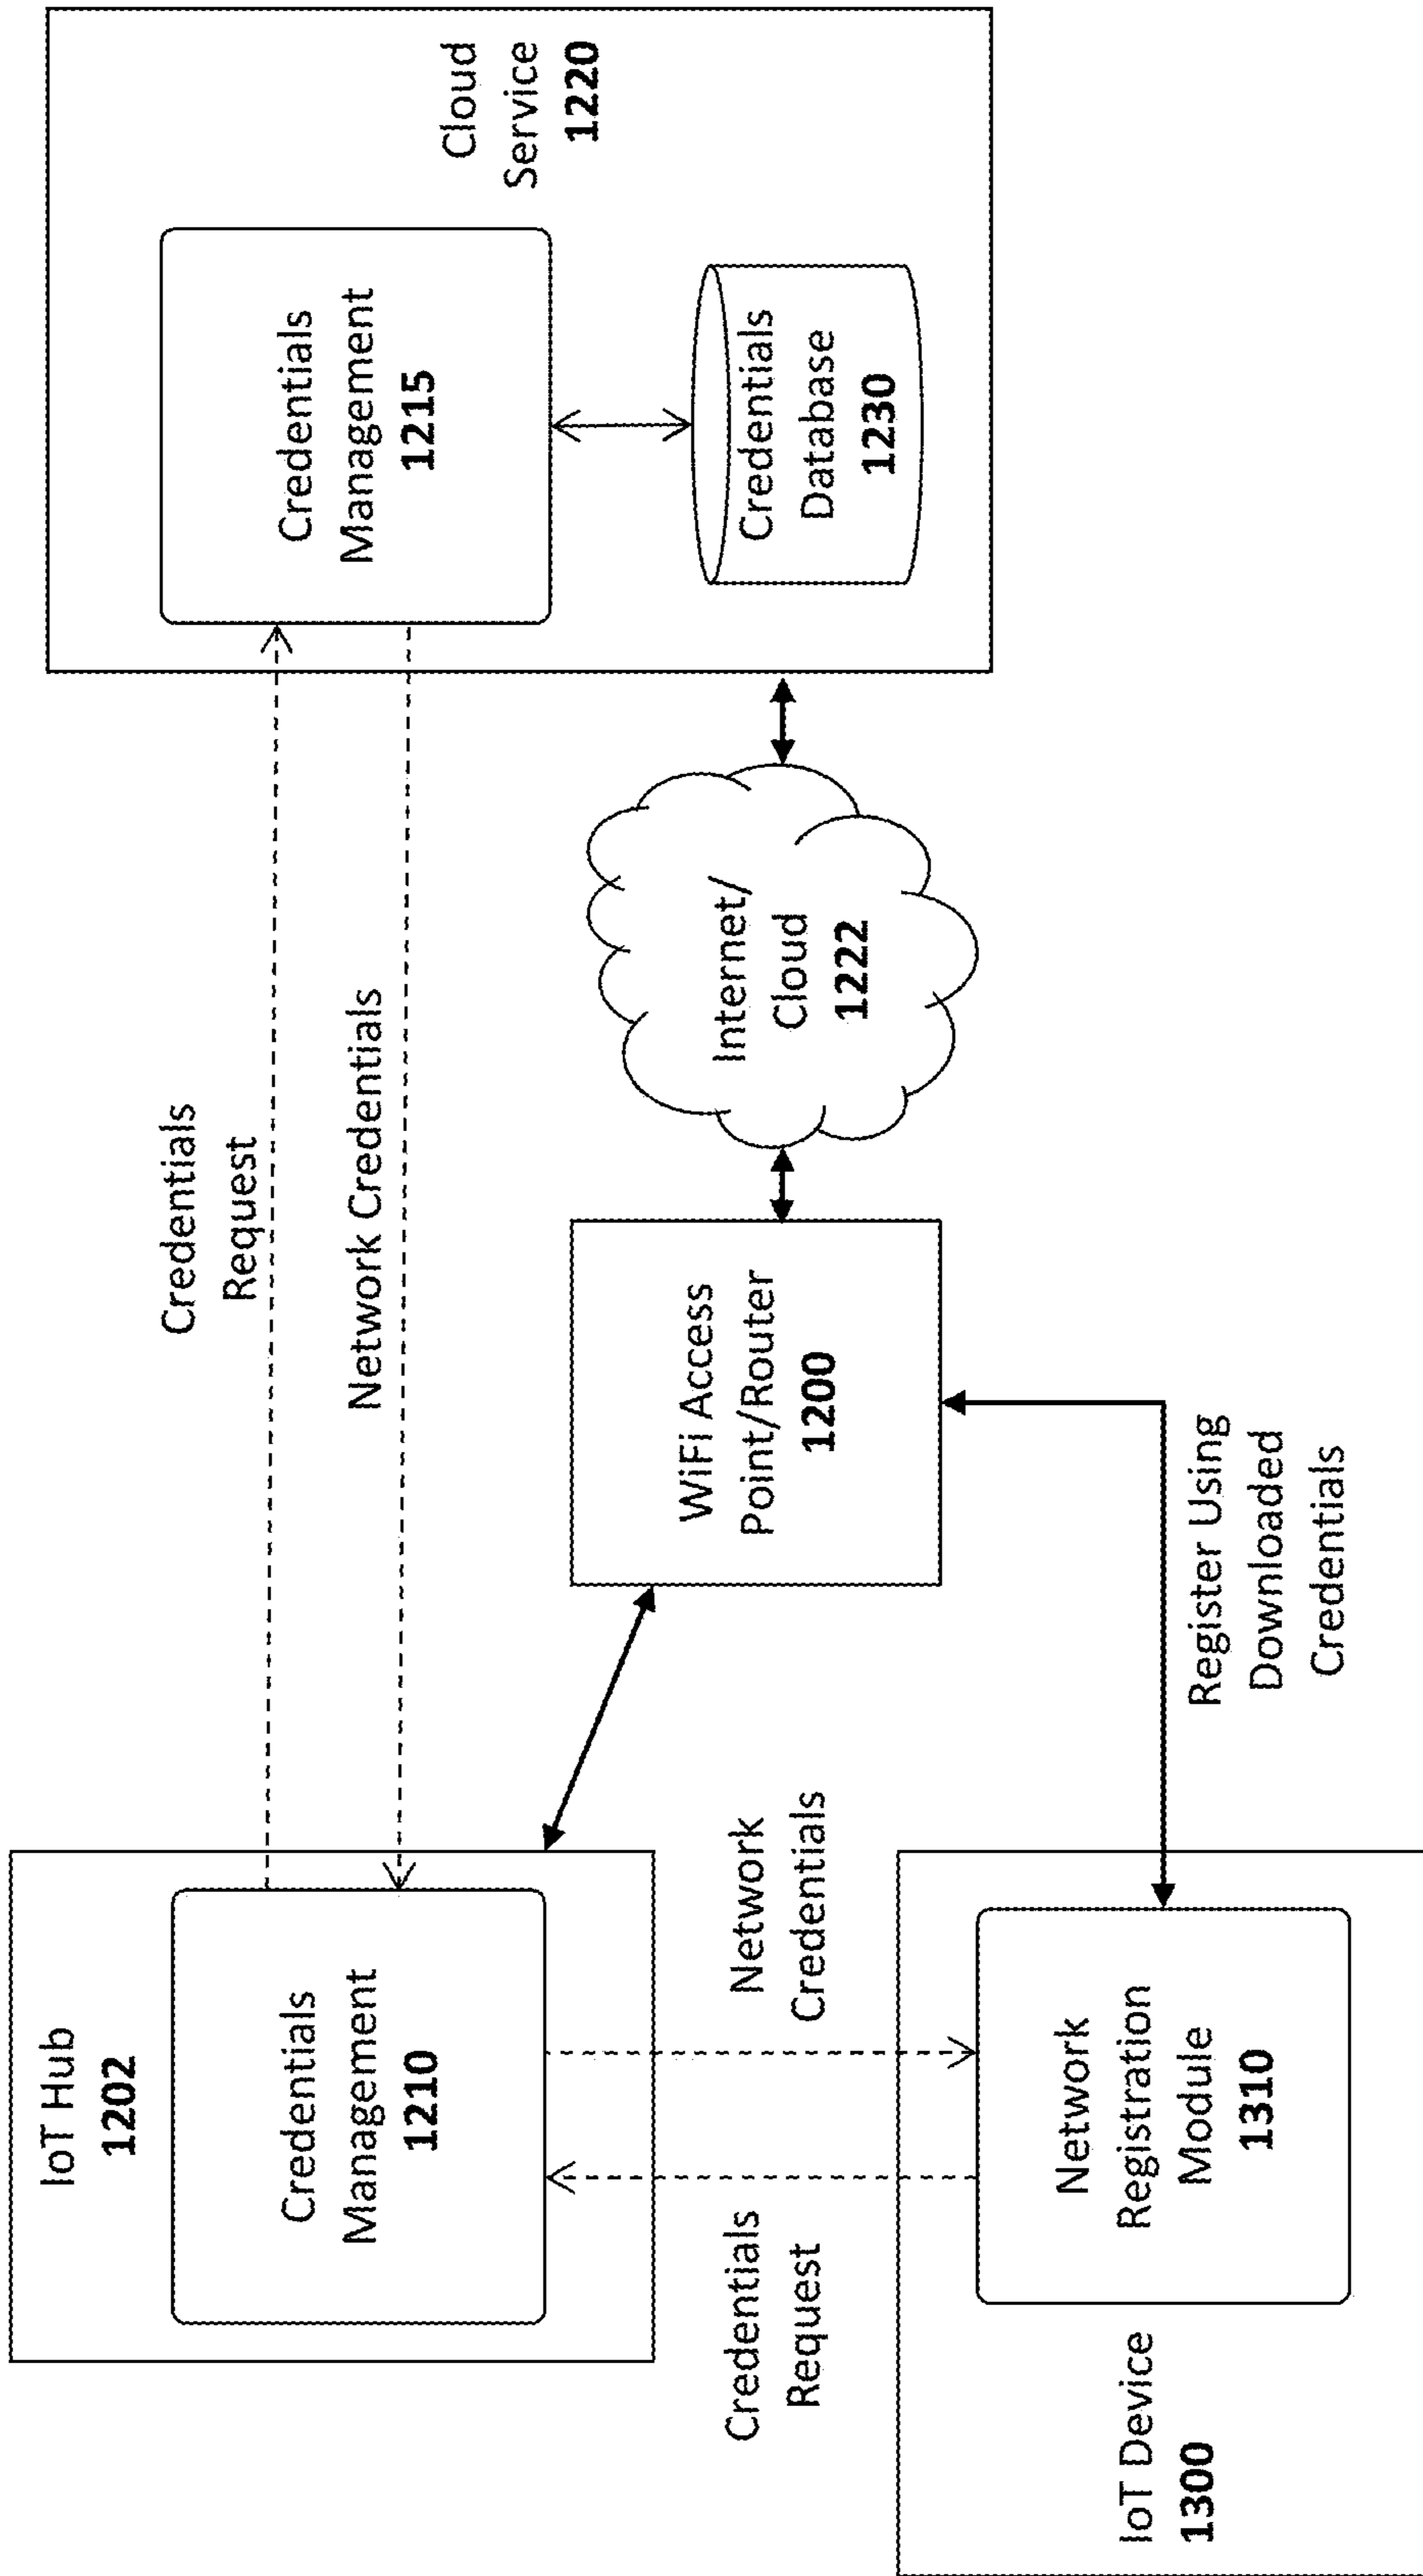 IoT Hub
1202
Credentials
Management
1210
Credentials
Request
Network Credentials
Cloud
Service
1220
Credentials
Management
1215
Credentials
Database
1230
WiFi Access
Point/Router
1200
Internet/
Cloud
1222
Credentials
Request
Network
Credentials
IoT Device
1300
Network
Registration
Module
1310
Register Using
Downloaded
Credentials